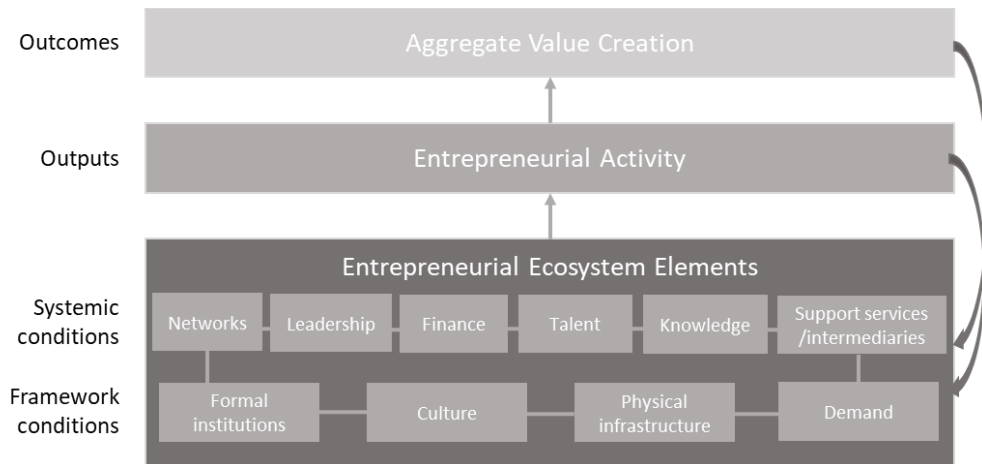 Outcomes
Aggregate Value Creation
Outputs
Entrepreneurial Activity
Entrepreneurial Ecosystem Elements
Systemic
conditions
Networks
Leadership
Finance
Talent
Knowledge
Support services
/intermediaries
Framework
conditions
Formal
institutions
Culture
Physical
infrastructure
Demand